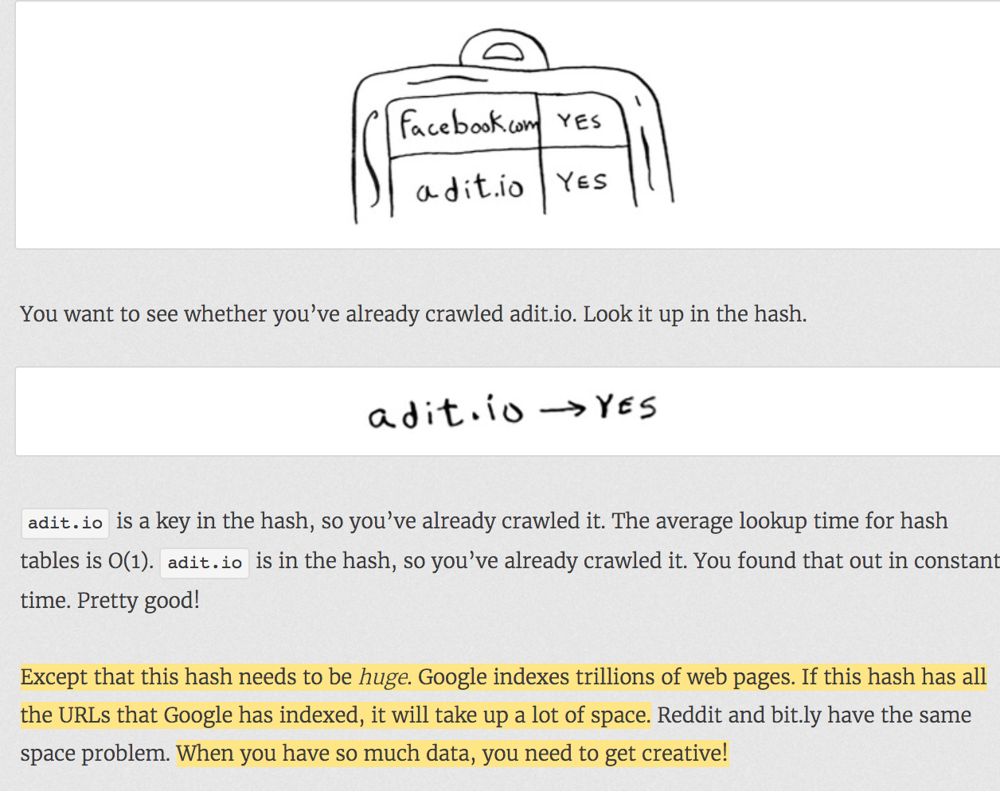 facebook.com YES
adit.io YES
You want to see whether you’ve already crawled adit.io. Look it up in the hash.
adit.io → YES
adit.io is a key in the hash, so you’ve already crawled it. The average lookup time for hash
tables is O(1). adit.io is in the hash, so you’ve already crawled it. You found that out in constant
time. Pretty good!
Except that this hash needs to be huge. Google indexes trillions of web pages. If this hash has all
the URLs that Google has indexed, it will take up a lot of space. Reddit and bit.ly have the same
space problem. When you have so much data, you need to get creative!